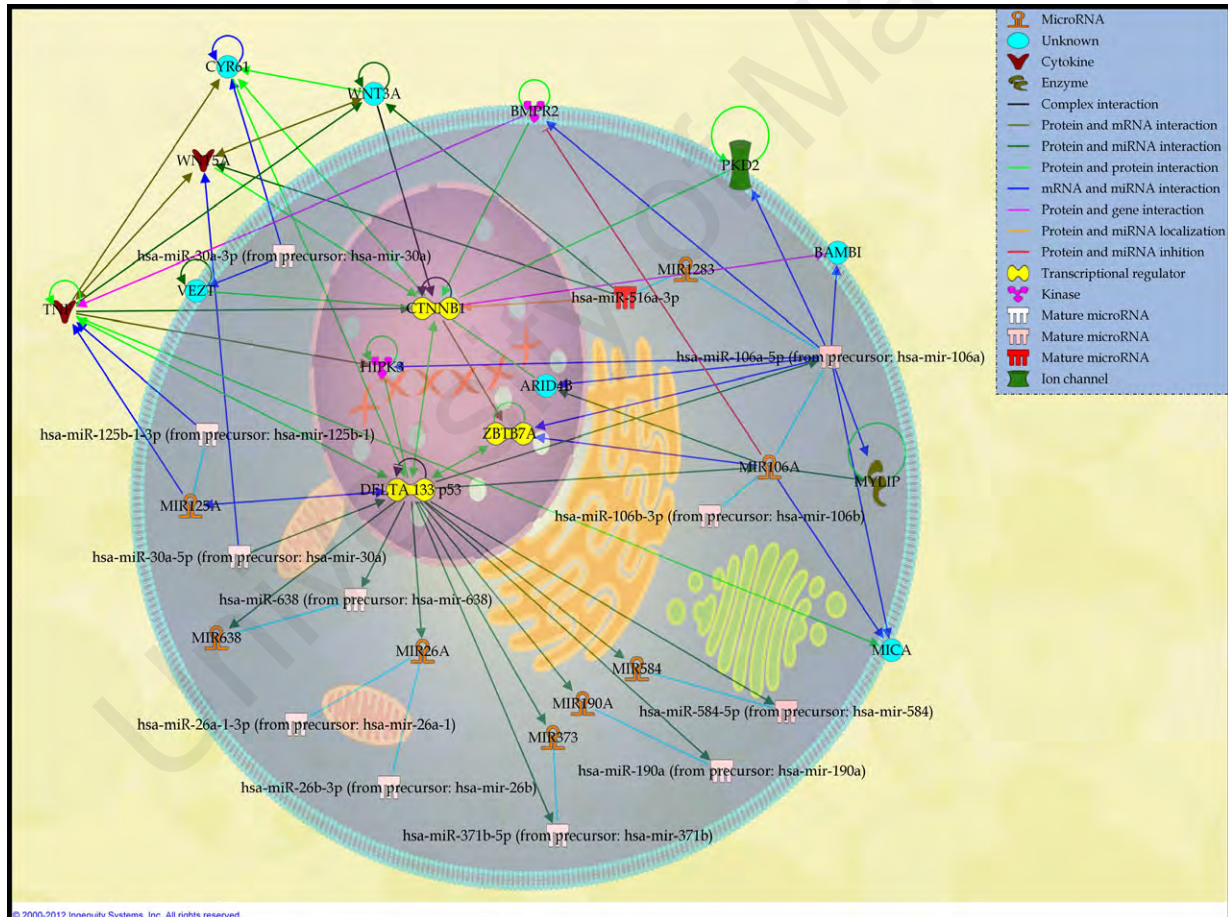 MicroRNA
Unknown
Cytokine
Enzyme
Complex interaction
Protein and mRNA interaction
Protein and miRNA interaction
Protein and protein interaction
mRNA and miRNA interaction
Protein and gene interaction
Protein and miRNA localization
Protein and miRNA inhition
Transcriptional regulator
Kinase
Mature microRNA
Mature microRNA
Mature microRNA
Ion channel
CYR61
WNT3A
BMPR2
WNT5A
PKD2
hsa-miR-30a-3p (from precursor: hsa-mir-30a)
BAMBI
MIR1283
VEZT
hsa-miR-516a-3p
TNF
CTNNB1
hsa-miR-106a-5p (from precursor: hsa-mir-106a)
HIPK3
ARID4B
hsa-miR-125b-1-3p (from precursor: hsa-mir-125b-1)
ZBTB7A
MIR106A
MYLIP
DELTA 133 p53
MIR125A
hsa-miR-106b-3p (from precursor: hsa-mir-106b)
hsa-miR-30a-5p (from precursor: hsa-mir-30a)
hsa-miR-638 (from precursor: hsa-mir-638)
MIR638
MIR26A
MICA
MIR584
MIR190A
hsa-miR-584-5p (from precursor: hsa-mir-584)
hsa-miR-26a-1-3p (from precursor: hsa-mir-26a-1)
MIR373
hsa-miR-190a (from precursor: hsa-mir-190a)
hsa-miR-26b-3p (from precursor: hsa-mir-26b)
hsa-miR-371b-5p (from precursor: hsa-mir-371b)
© 2000-2012 Ingenuity Systems, Inc. All rights reserved.